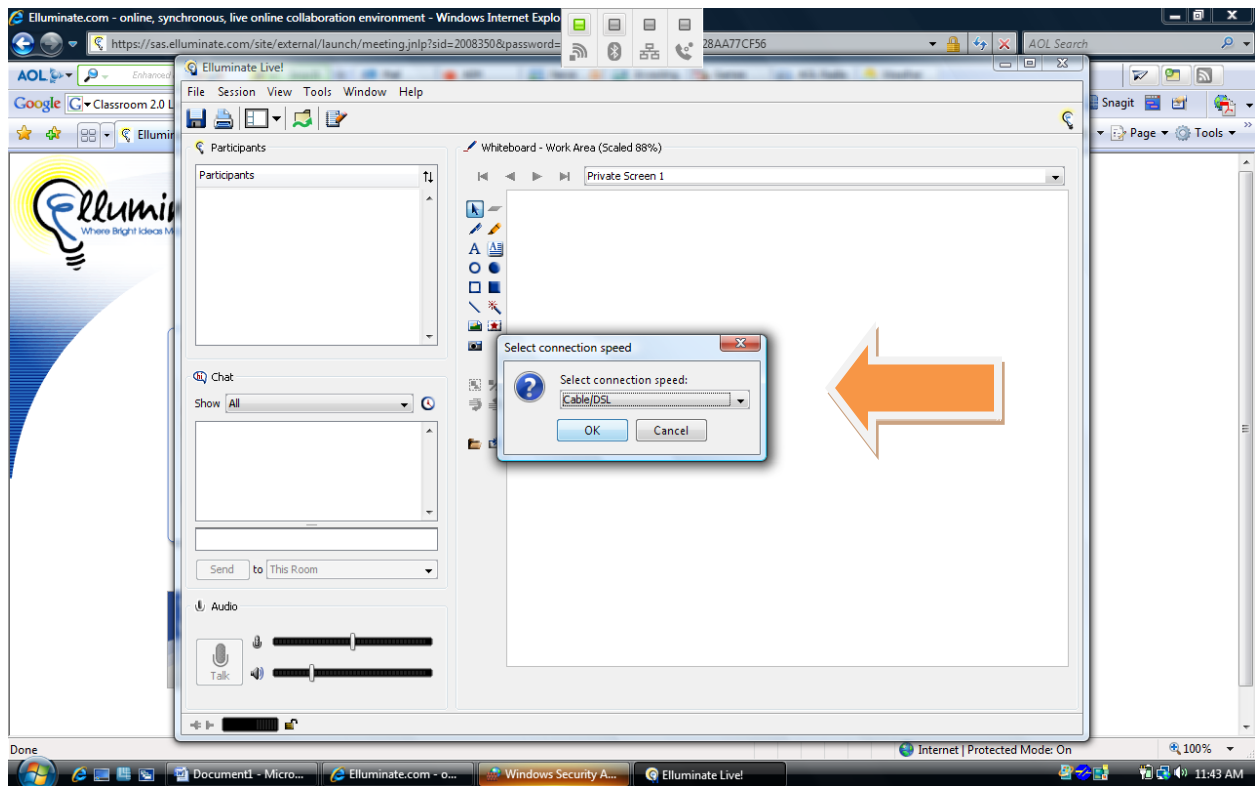 Elluminate.com - online, synchronous, live online collaboration environment - Windows Internet Explo
https://sas.elluminate.com/site/external/launch/meeting.jnlp?sid=2008350&password= 28AA77CF56
AOL Search
AOL Enhanced
Google G Classroom 2.0 L
Snagit
Ellumin
Page Tools
Ellumin
Where Bright Ideas M
Elluminate Live!
File Session View Tools Window Help
Participants
Participants
Whiteboard - Work Area (Scaled 88%)
Private Screen 1
A A
Select connection speed
Select connection speed:
Cable/DSL
OK Cancel
Chat
Show All
Send to This Room
Audio
Talk
Done
Internet | Protected Mode: On
100%
Document1 - Micro...
Elluminate.com - o...
Windows Security A...
Elluminate Live!
11:43 AM